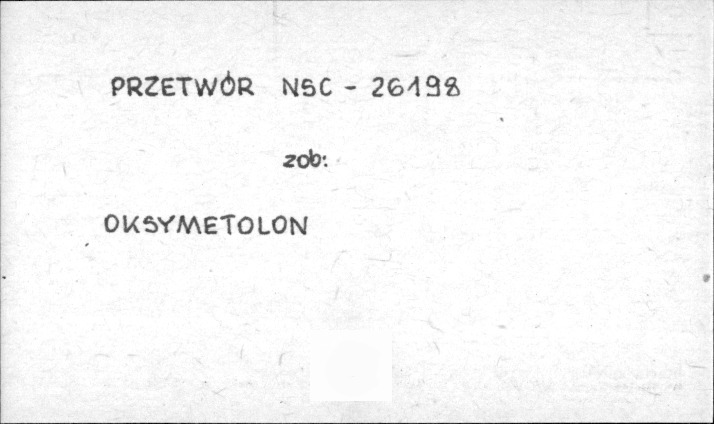 PRZETWÓR NSC - 26198
zob:
OKSYMETOLON